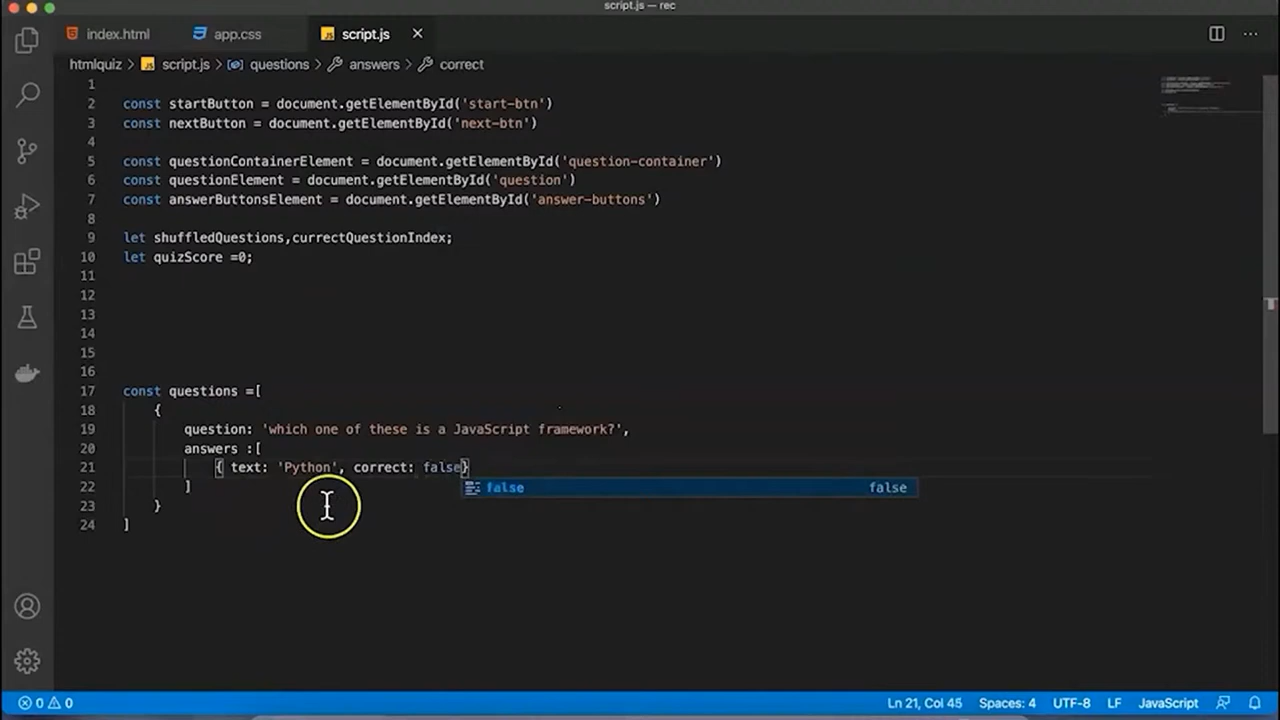 script.js — rec
index.html app.css script.js
htmlquiz > script.js > questions > answers > correct
1
2 const startButton = document.getElementById('start-btn')
3 const nextButton = document.getElementById('next-btn')
4
5 const questionContainerElement = document.getElementById('question-container')
6 const questionElement = document.getElementById('question')
7 const answerButtonsElement = document.getElementById('answer-buttons')
8
9 let shuffledQuestions,currectQuestionIndex;
10 let quizScore =0;
11
12
13
14
15
16
17 const questions =[
18 {
19 question: 'which one of these is a JavaScript framework?',
20 answers :[
21 { text: 'Python', correct: false}
22 ]
false false
23 }
24 ]
0 0 Ln 21, Col 45 Spaces: 4 UTF-8 LF JavaScript